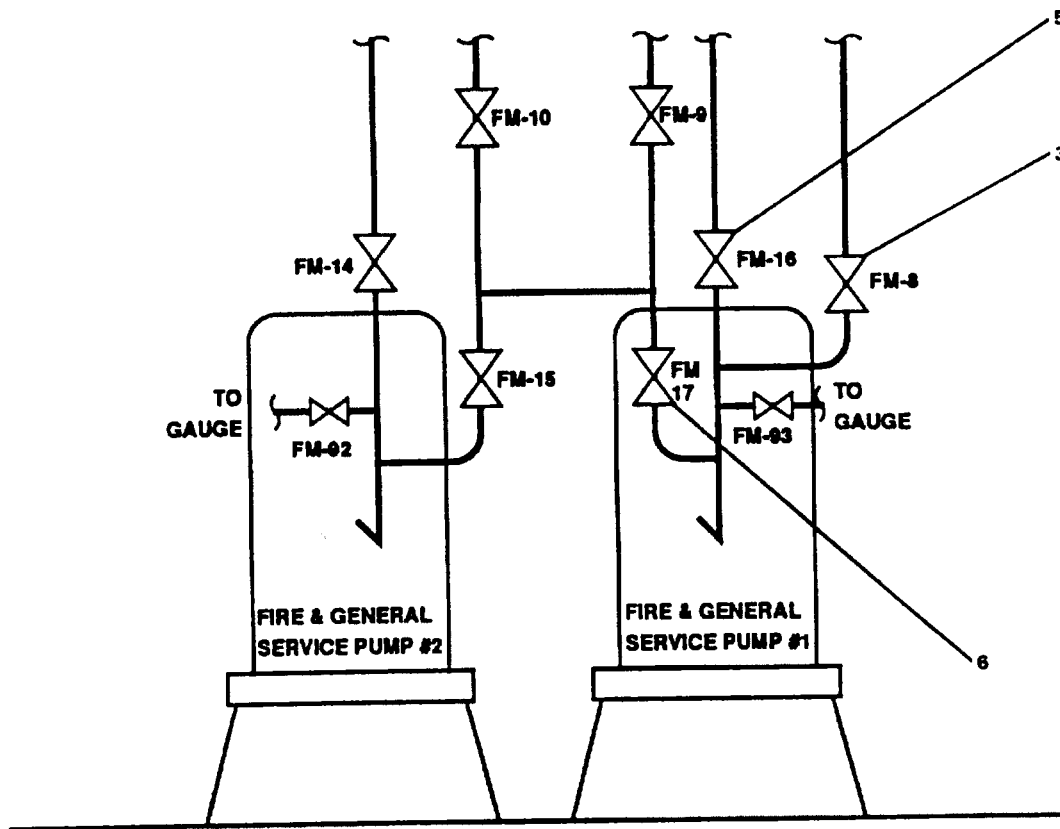 5
FM-10
FM-9
3
FM-14
FM-16
FM-8
FM-15
FM
17
TO
GAUGE
FM-92
FM-93
TO
GAUGE
FIRE & GENERAL
SERVICE PUMP #2
FIRE & GENERAL
SERVICE PUMP #1
6